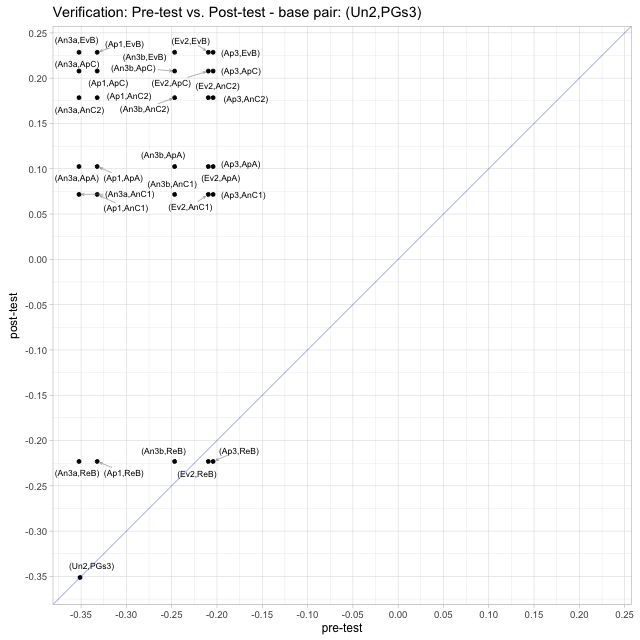 Verification: Pre-test vs. Post-test - base pair: (Un2,PGs3)
0.25
(An3a,EvB)
(Ap1,EvB)
(Ev2,EvB)
(An3b,EvB)
(Ap3,EvB)
(An3a,ApC)
(An3b,ApC)
(Ap3,ApC)
0.20
(Ap1,ApC)
(Ev2,ApC)
(Ev2,AnC2)
(Ap1,AnC2)
(Ap3,AnC2)
(An3a,AnC2)
(An3b,AnC2)
0.15
(An3b,ApA)
(Ap3,ApA)
0.10
(An3a,ApA)
(Ap1,ApA)
(An3b,AnC1)
(Ev2,ApA)
(An3a,AnC1)
(Ap3,AnC1)
(Ap1,AnC1)
(Ev2,AnC1)
0.05
0.00
post-test
-0.05
-0.10
-0.15
-0.20
(An3b,ReB)
(Ap3,ReB)
(An3a,ReB)
(Ap1,ReB)
(Ev2,ReB)
-0.25
-0.30
(Un2,PGs3)
-0.35
-0.35 -0.30 -0.25 -0.20 -0.15 -0.10 -0.05 0.00 0.05 0.10 0.15 0.20 0.25
pre-test